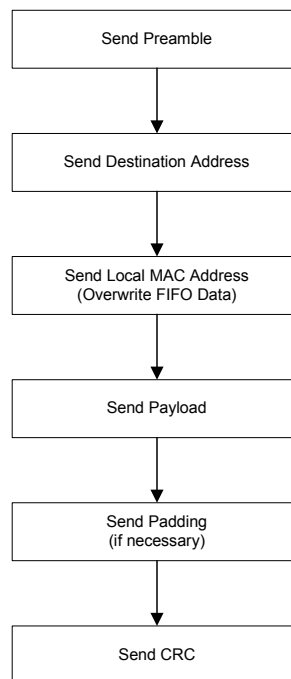 Send Preamble
Send Destination Address
Send Local MAC Address
(Overwrite FIFO Data)
Send Payload
Send Padding
(if necessary)
Send CRC